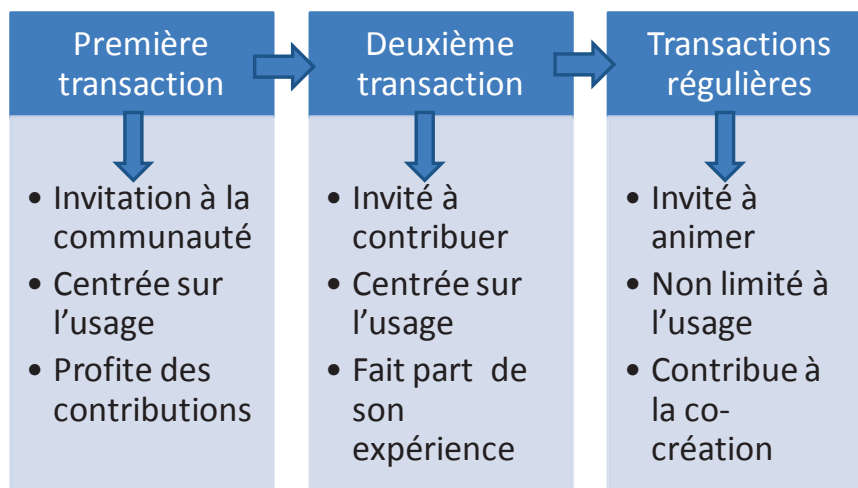 Première
transaction
• Invitation à la
communauté
• Centrée sur
l'usage
• Profite des
contributions
Deuxième
transaction
• Invité à
contribuer
• Centrée sur
l'usage
• Fait part de
son
expérience
Transactions
régulières
• Invité à
animer
• Non limité à
l'usage
• Contribue à
la co-
création